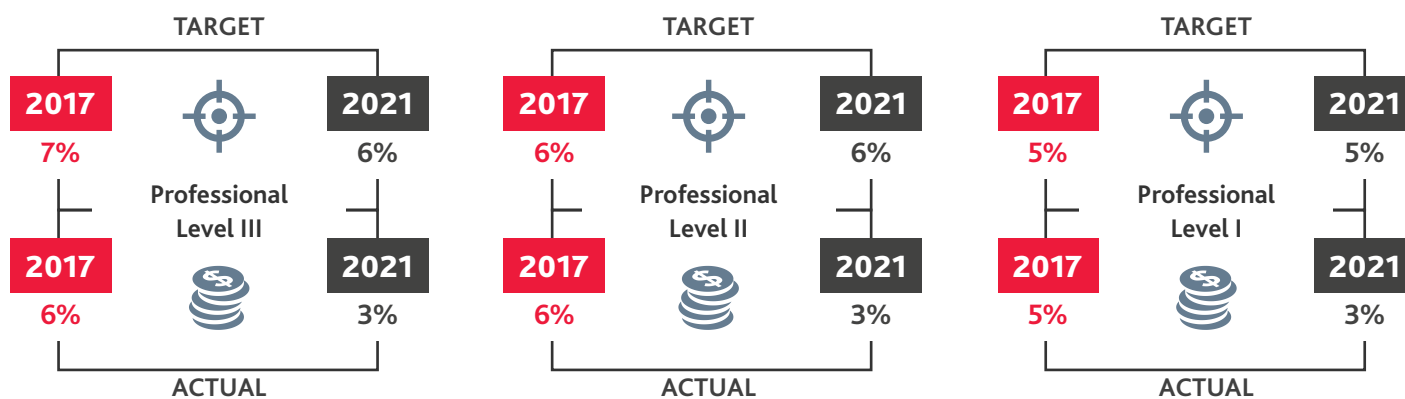 TARGET
2017
2021
7%
6%
Professional
Level III
2017
2021
6%
3%
ACTUAL
TARGET
2017
2021
6%
6%
Professional
Level II
2017
2021
6%
3%
ACTUAL
TARGET
2017
2021
5%
5%
Professional
Level I
2017
2021
5%
3%
ACTUAL